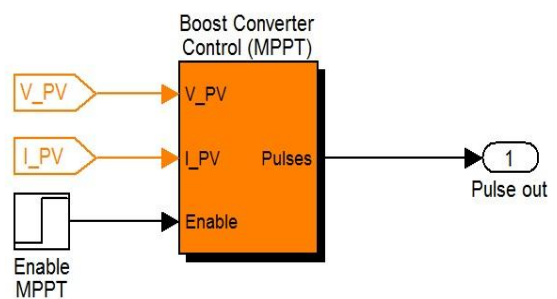 Boost Converter
Control (MPPT)
V_PV
V_PV
I_PV
I_PV
Pulses
1
Pulse out
Enable
Enable
MPPT